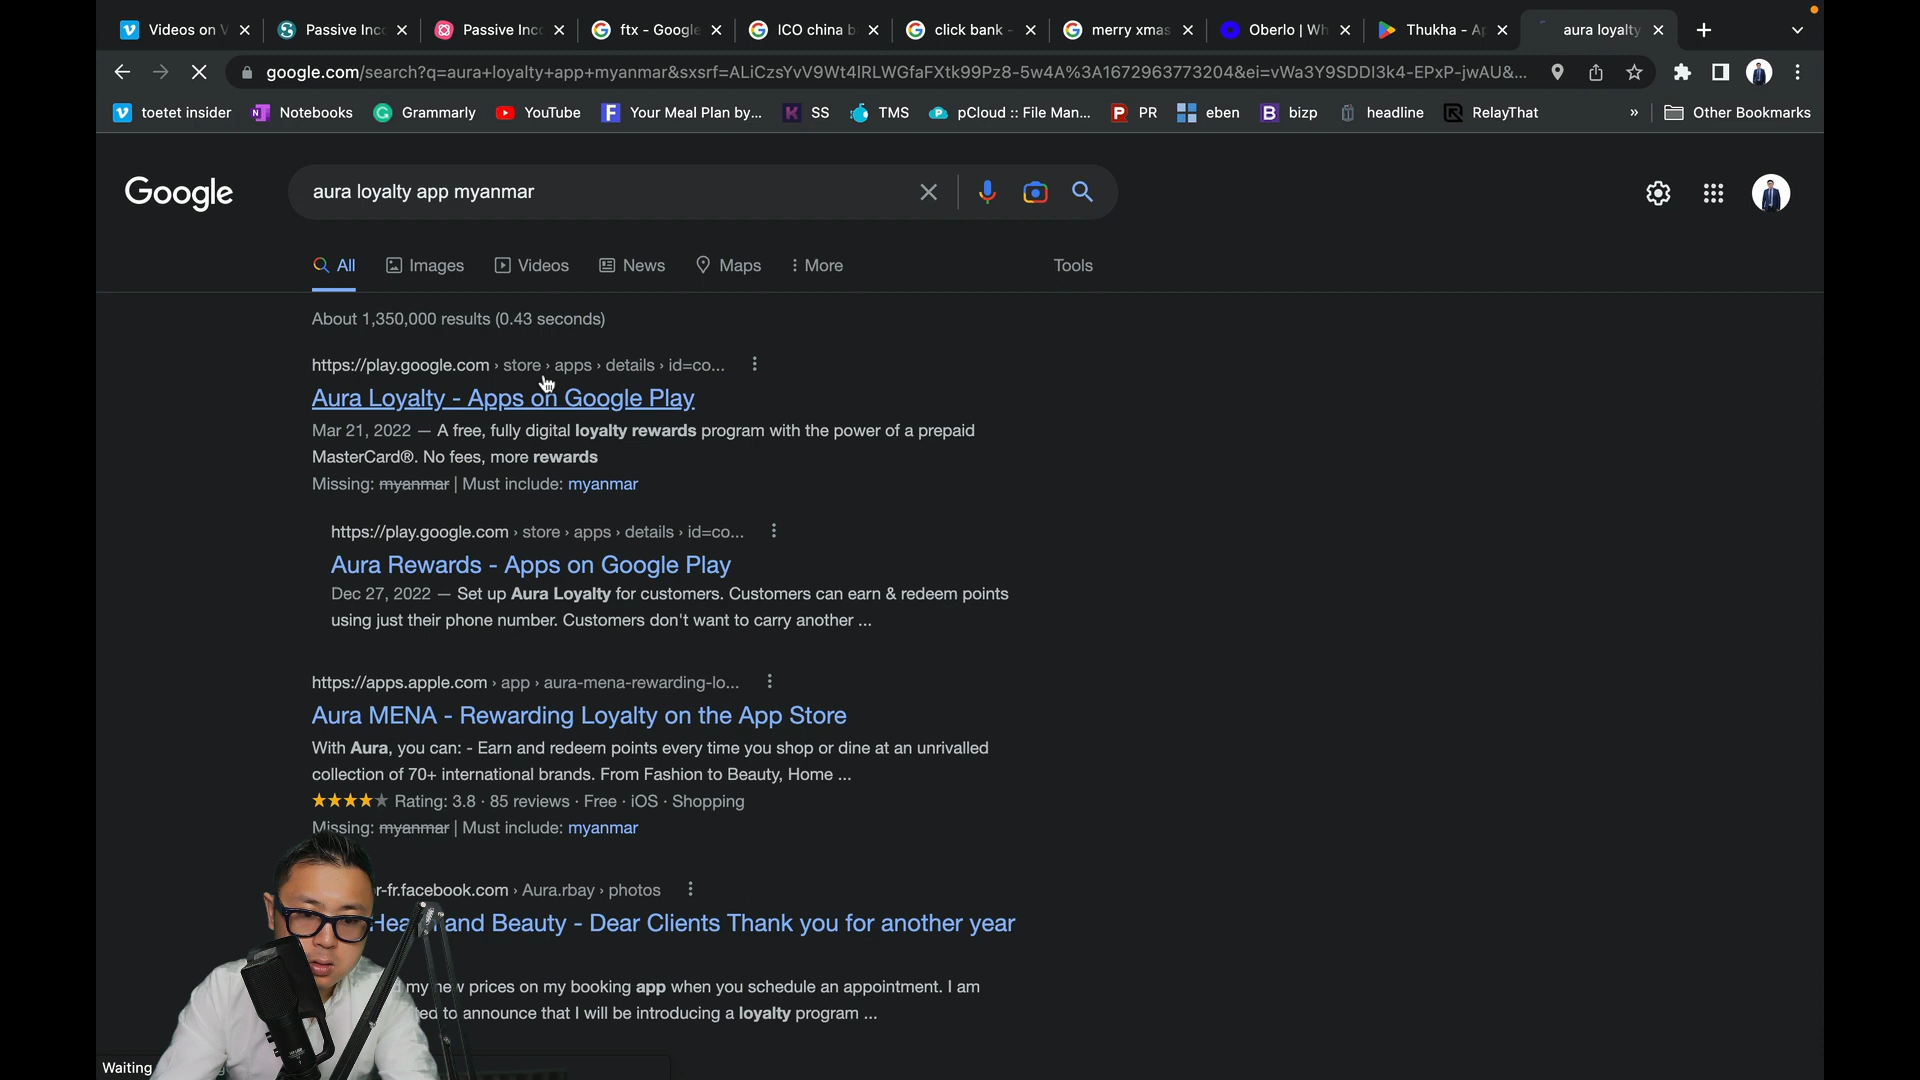 Videos on V
Passive Inc
Passive Inc
ftx - Google
ICO china b
click bank -
merry xmas
Oberlo | Wh
Thukha - Ap
aura loyalty
google.com/search?q=aura+loyalty+app+myanmar&sxsrf=ALiCzsYvV9Wt4lRLWGfaFXtk99Pz8-5w4A%3A1672963773204&ei=vWa3Y9SDDI3k4-EPxP-jwAU&...
toetet insider
Notebooks
Grammarly
YouTube
Your Meal Plan by...
SS
TMS
pCloud :: File Man...
PR
eben
bizp
headline
RelayThat
»
Other Bookmarks
Google
aura loyalty app myanmar
All
Images
Videos
News
Maps
More
Tools
About 1,350,000 results (0.43 seconds)
https://play.google.com › store › apps › details › id=co...
Aura Loyalty - Apps on Google Play
Mar 21, 2022 — A free, fully digital loyalty rewards program with the power of a prepaid
MasterCard®. No fees, more rewards
Missing: myanmar | Must include: myanmar
https://play.google.com › store › apps › details › id=co...
Aura Rewards - Apps on Google Play
Dec 27, 2022 — Set up Aura Loyalty for customers. Customers can earn & redeem points
using just their phone number. Customers don't want to carry another ...
https://apps.apple.com › app › aura-mena-rewarding-lo...
Aura MENA - Rewarding Loyalty on the App Store
With Aura, you can: - Earn and redeem points every time you shop or dine at an unrivalled
collection of 70+ international brands. From Fashion to Beauty, Home ...
Rating: 3.8 · 85 reviews · Free · iOS · Shopping
Missing: myanmar | Must include: myanmar
r-fr.facebook.com › Aura.rbay › photos
and Beauty - Dear Clients Thank you for another year
my new prices on my booking app when you schedule an appointment. I am
to announce that I will be introducing a loyalty program ...
Waiting